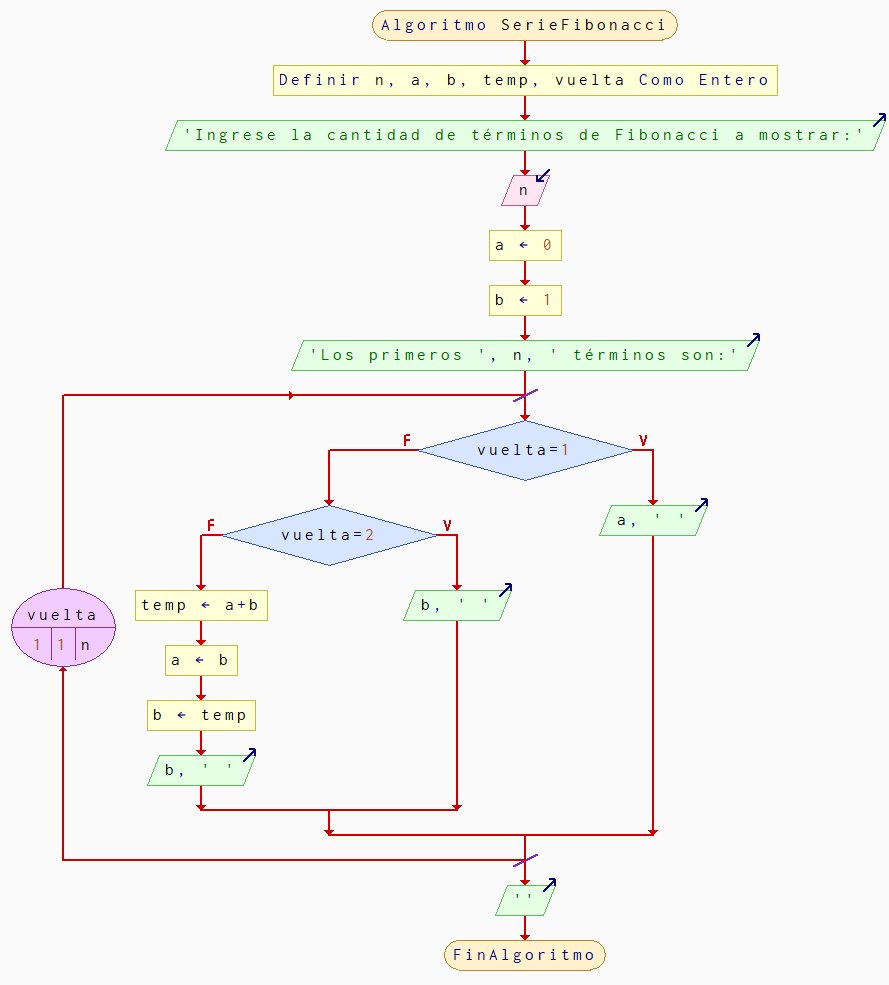 Algoritmo SerieFibonacci
Definir n, a, b, temp, vuelta Como Entero
'Ingrese la cantidad de términos de Fibonacci a mostrar:'
n
a ← 0
b ← 1
'Los primeros ', n, ' términos son:'
F
V
vuelta=1
a, ' '
F
V
vuelta=2
temp ← a+b
b, ' '
vuelta
1 1 n
a ← b
b ← temp
b, ' '
''
FinAlgoritmo